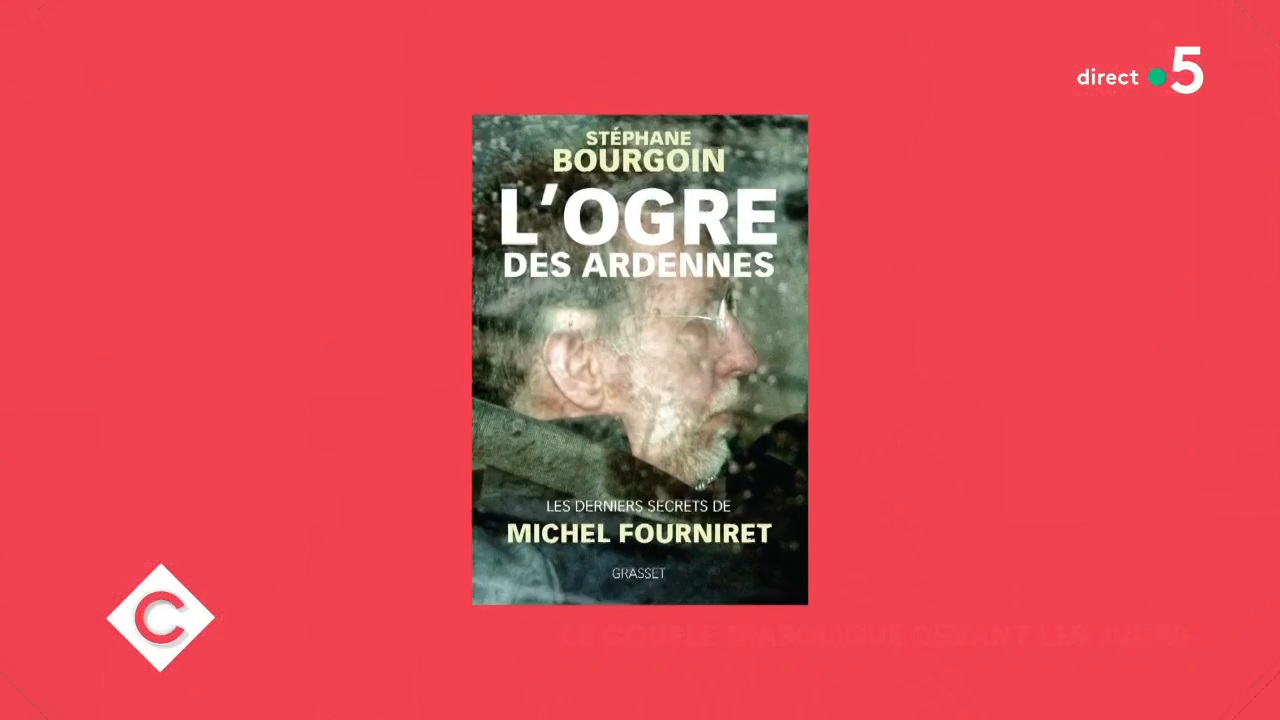 direct 5
STÉPHANE
BOURGOIN
L'OGRE
DES ARDENNES
LES DERNIERS SECRETS DE
MICHEL FOURNIRET
GRASSET
C